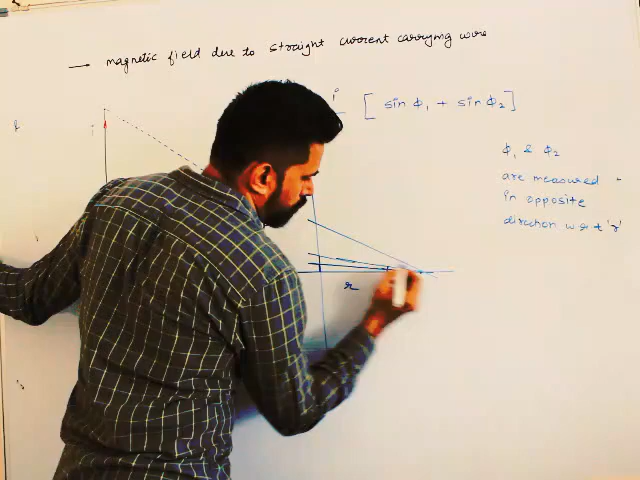 → magnetic field due to straight current carrying wire
i [ sin ϕ₁ + sin ϕ₂ ]
ϕ₁ & ϕ₂
are measured
in opposite
direction w.r.t 'r'
r